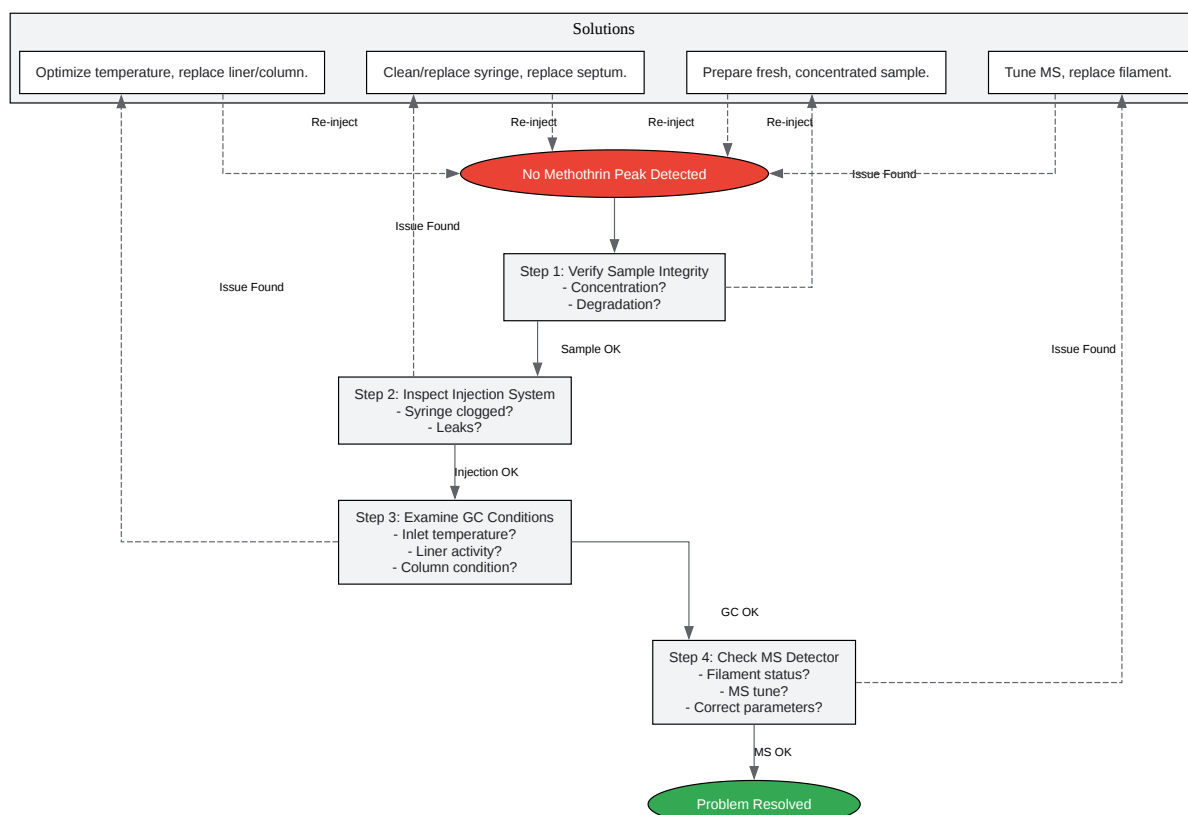 Solutions
Optimize temperature, replace liner/column.
Clean/replace syringe, replace septum.
Prepare fresh, concentrated sample.
Tune MS, replace filament.
Re-inject
Re-inject
Re-inject
Re-inject
No Methothrin Peak Detected
Issue Found
Issue Found
Step 1: Verify Sample Integrity
- Concentration?
- Degradation?
Issue Found
Sample OK
Issue Found
Step 2: Inspect Injection System
- Syringe clogged?
- Leaks?
Injection OK
Step 3: Examine GC Conditions
- Inlet temperature?
- Liner activity?
- Column condition?
GC OK
Step 4: Check MS Detector
- Filament status?
- MS tune?
- Correct parameters?
MS OK
Problem Resolved